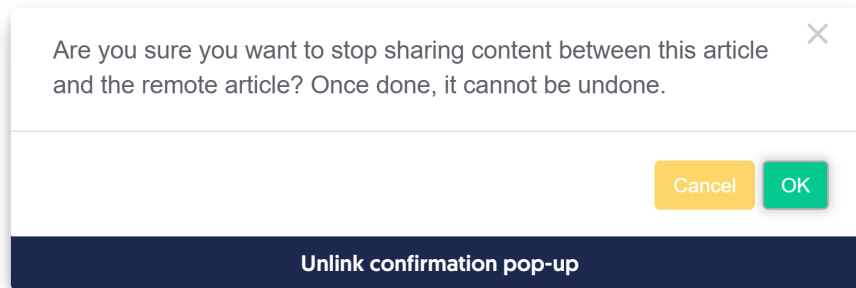 Are you sure you want to stop sharing content between this article
and the remote article? Once done, it cannot be undone.
Cancel OK
Unlink confirmation pop-up